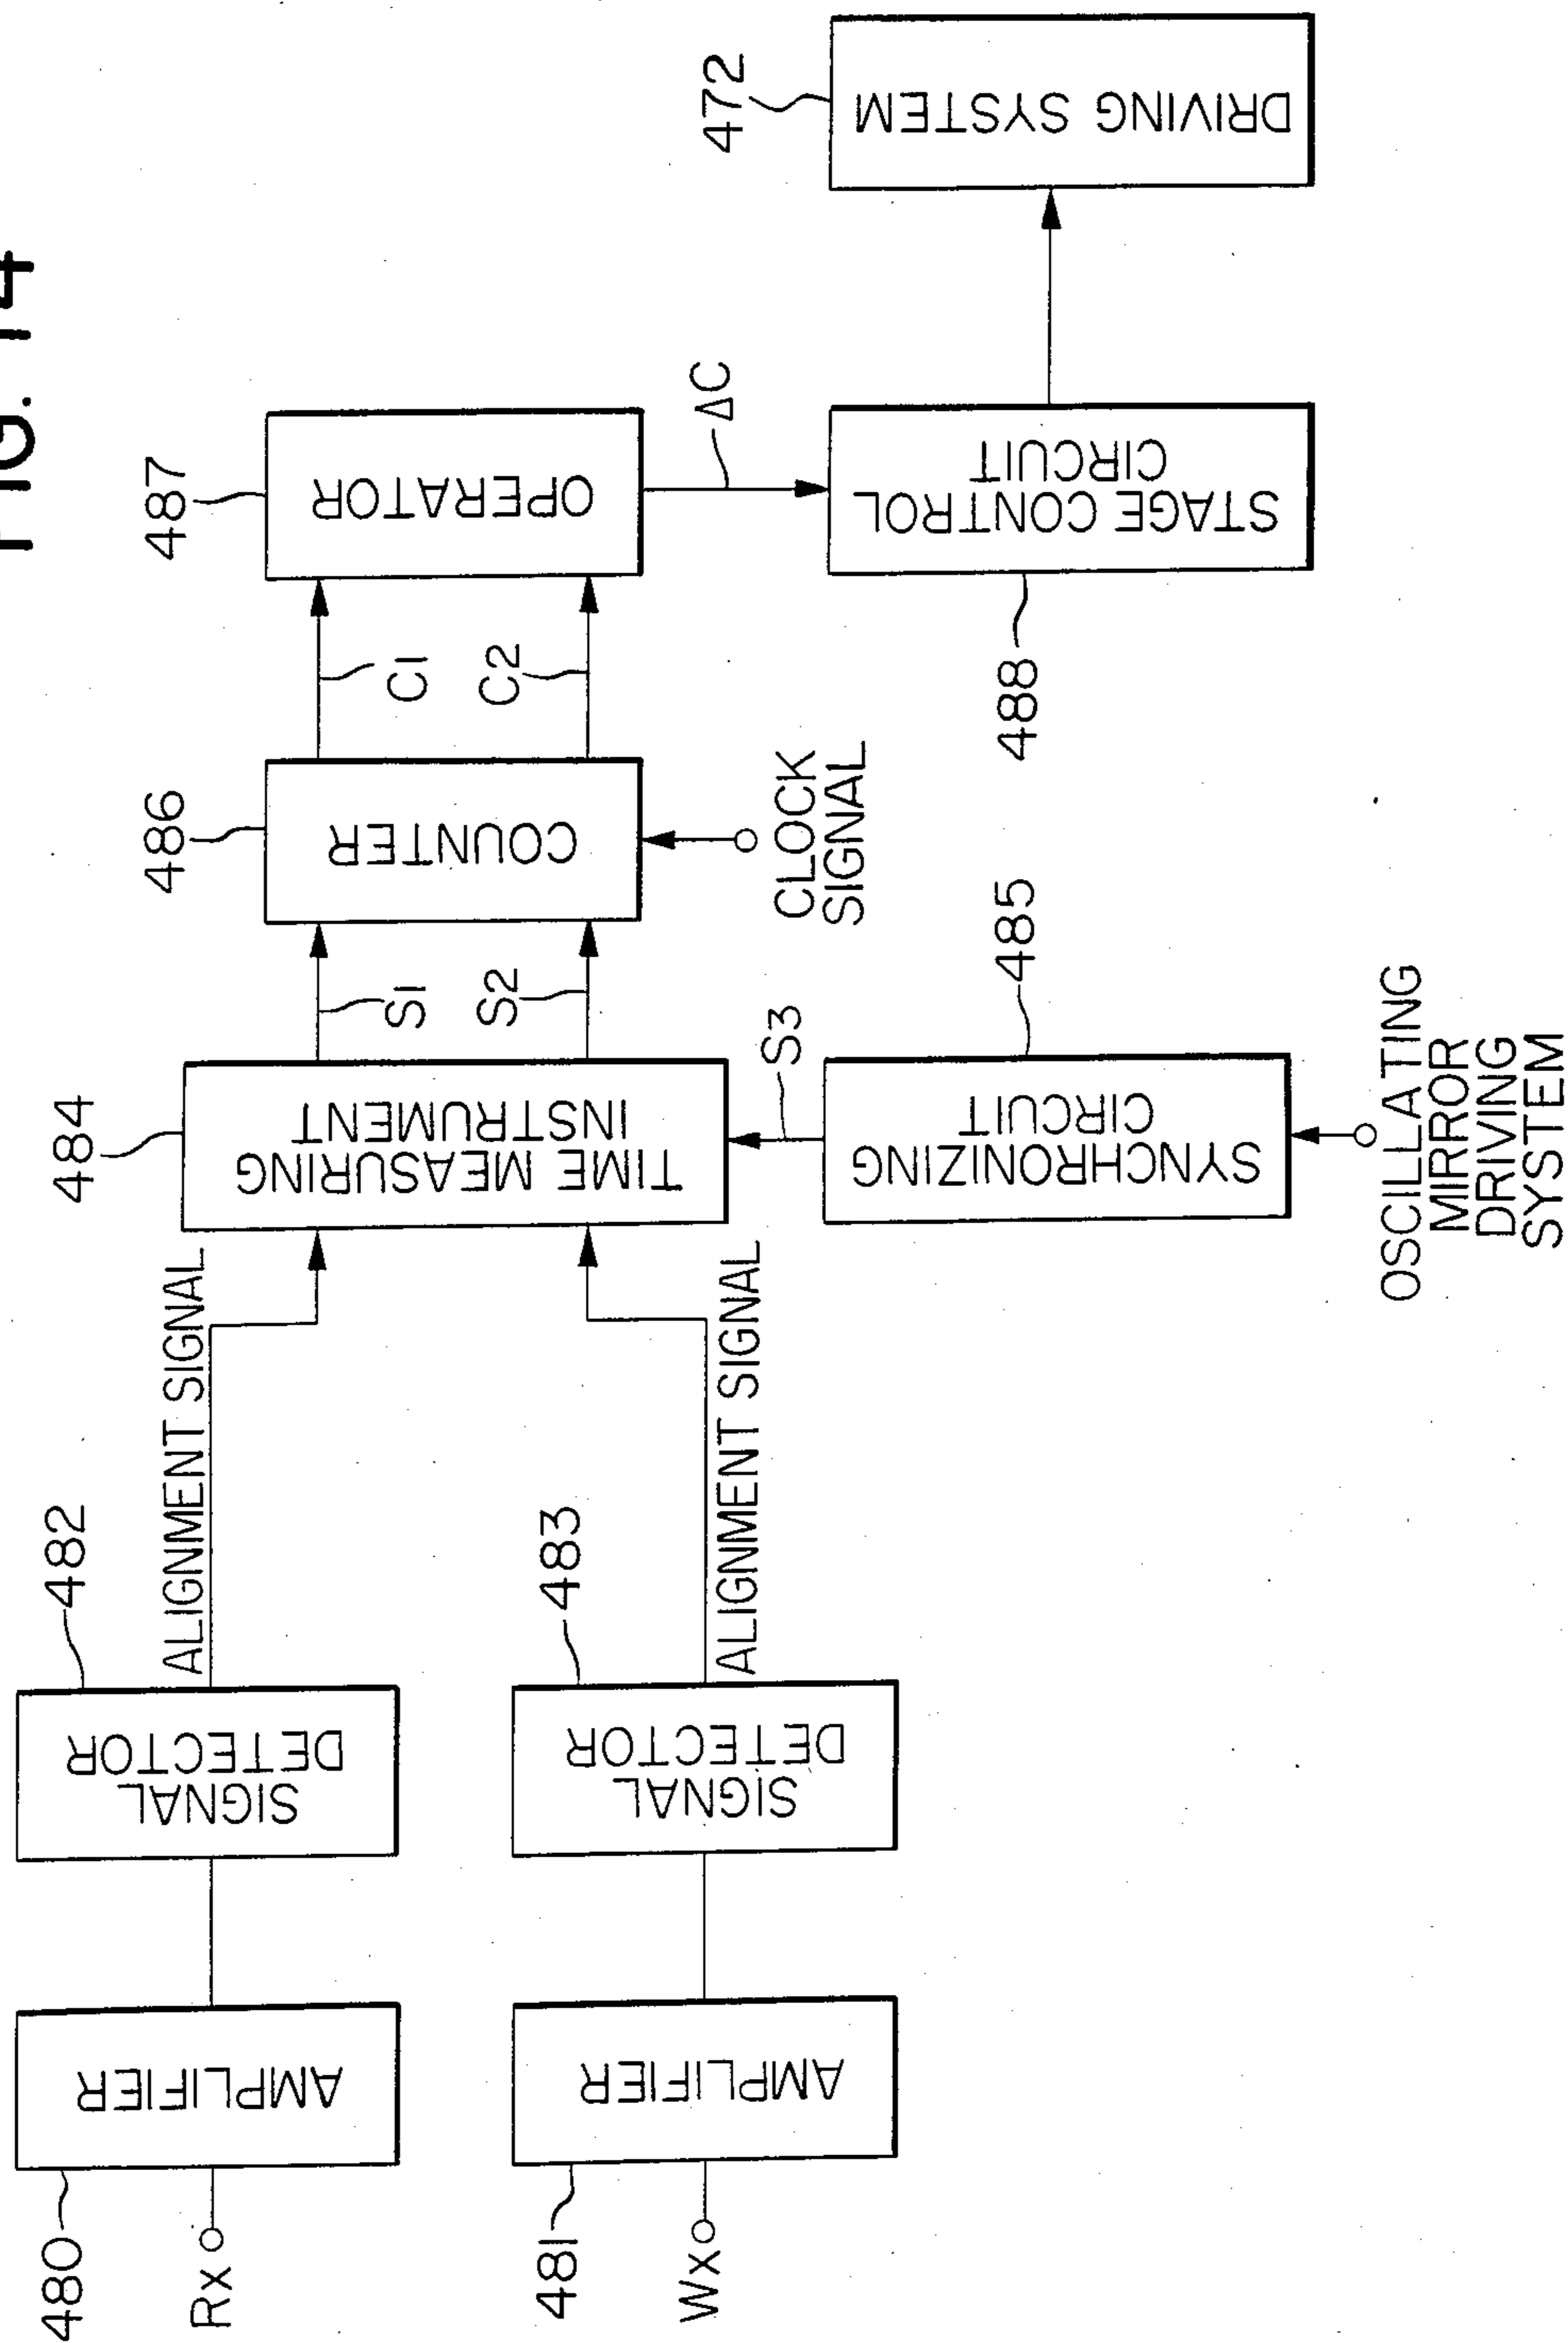 FIG. 14
480
AMPLIFIER
Rx
482
SIGNAL
DETECTOR
ALIGNMENT SIGNAL
481
AMPLIFIER
Wx
483
SIGNAL
DETECTOR
ALIGNMENT SIGNAL
484
TIME MEASURING
INSTRUMENT
S1
S2
S3
485
SYNCHRONIZING
CIRCUIT
OSCILLATING
MIRROR
DRIVING
SYSTEM
486
COUNTER
CLOCK
SIGNAL
C1
C2
487
OPERATOR
ΔC
488
STAGE CONTROL
CIRCUIT
472
DRIVING SYSTEM